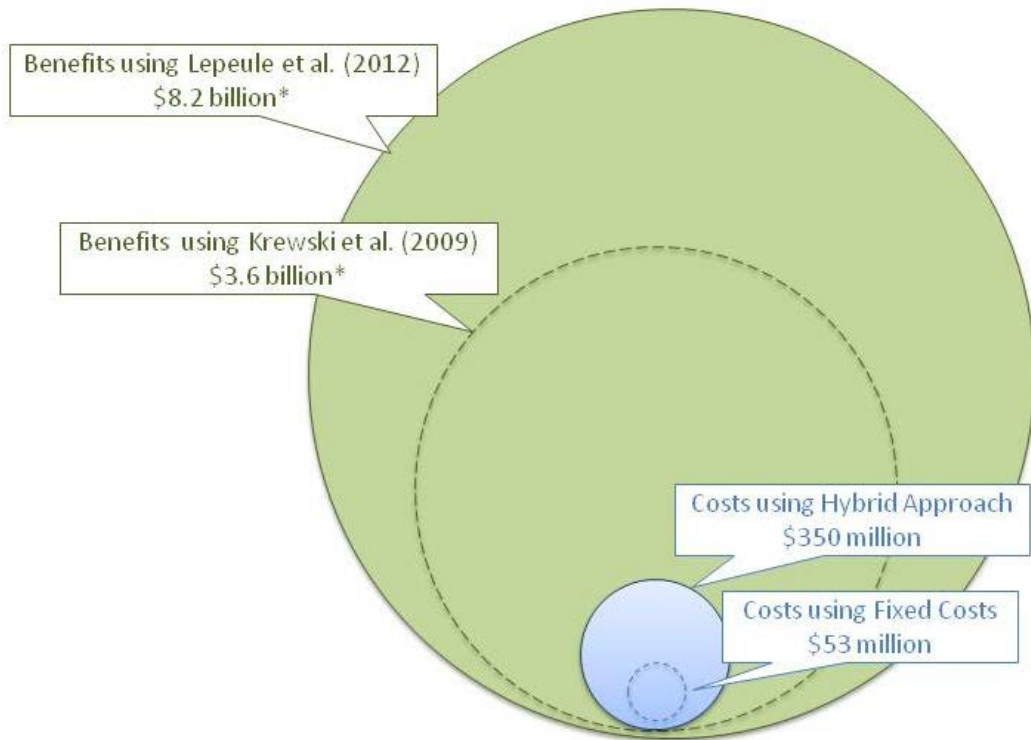 Benefits using Lepeule et al. (2012)
$8.2 billion*
Benefits using Krewski et al. (2009)
$3.6 billion*
Costs using Hybrid Approach
$350 million
Costs using Fixed Costs
$53 million